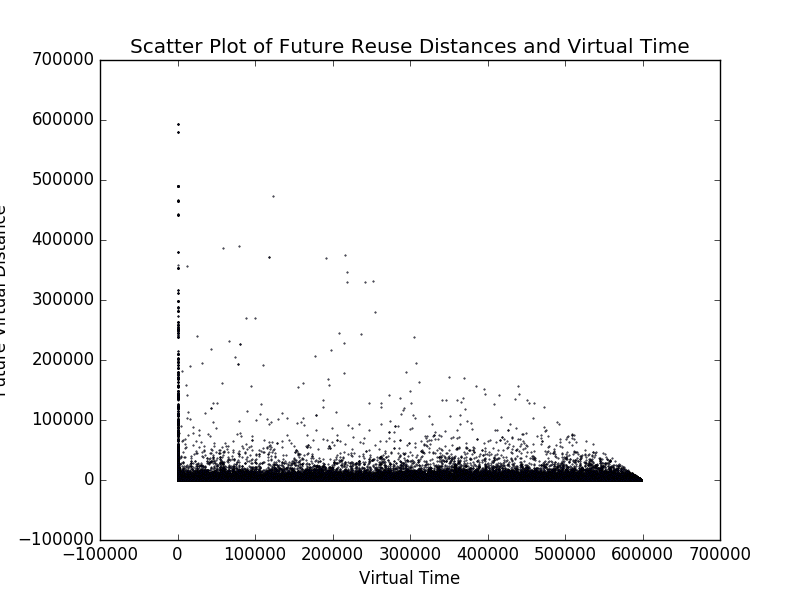 Scatter Plot of Future Reuse Distances and Virtual Time
700000
600000
500000
400000
300000
200000
100000
0
−100000
Future Virtual Distance
−100000 0 100000 200000 300000 400000 500000 600000 700000
Virtual Time